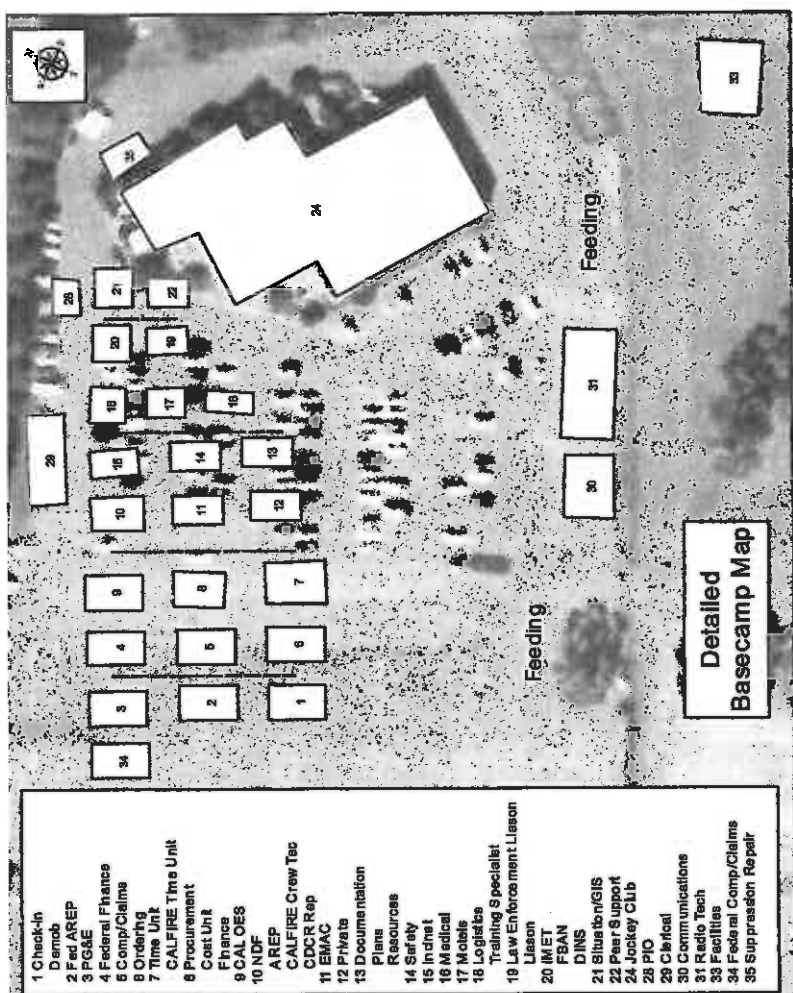 1 Check-In
Demob
2 Fed AREP
3 PG&E
4 Federal Finance
5 Comp/Claims
6 Ordering
7 Time Unit
CALFIRE Time Unit
8 Procurement
Cost Unit
Finance
9 CAL OES
10 NDF
AREP
CALFIRE Crew Tec
CDCR Rep
11 EMAC
12 Private
13 Documentation
Plans
Resources
14 Safety
15
16 Medical
17 Motels
18 Logistics
Training Specialist
19 Law Enforcement Liason
Liason
20 IMET
FBAN
DINS
21 Situation/GIS
22 Peer Support
24 Jockey Club
28 PIO
29 Clerical
30 Communications
31 Radio Tech
33 Facilities
34 Federal Comp/Claims
35 Suppression Repair
N
29
28
35
34
3
4
9
10
15
16
20
21
2
5
8
11
14
17
19
22
1
6
7
12
13
18
24
Feeding
Feeding
30
31
33
Detailed
Basecamp Map